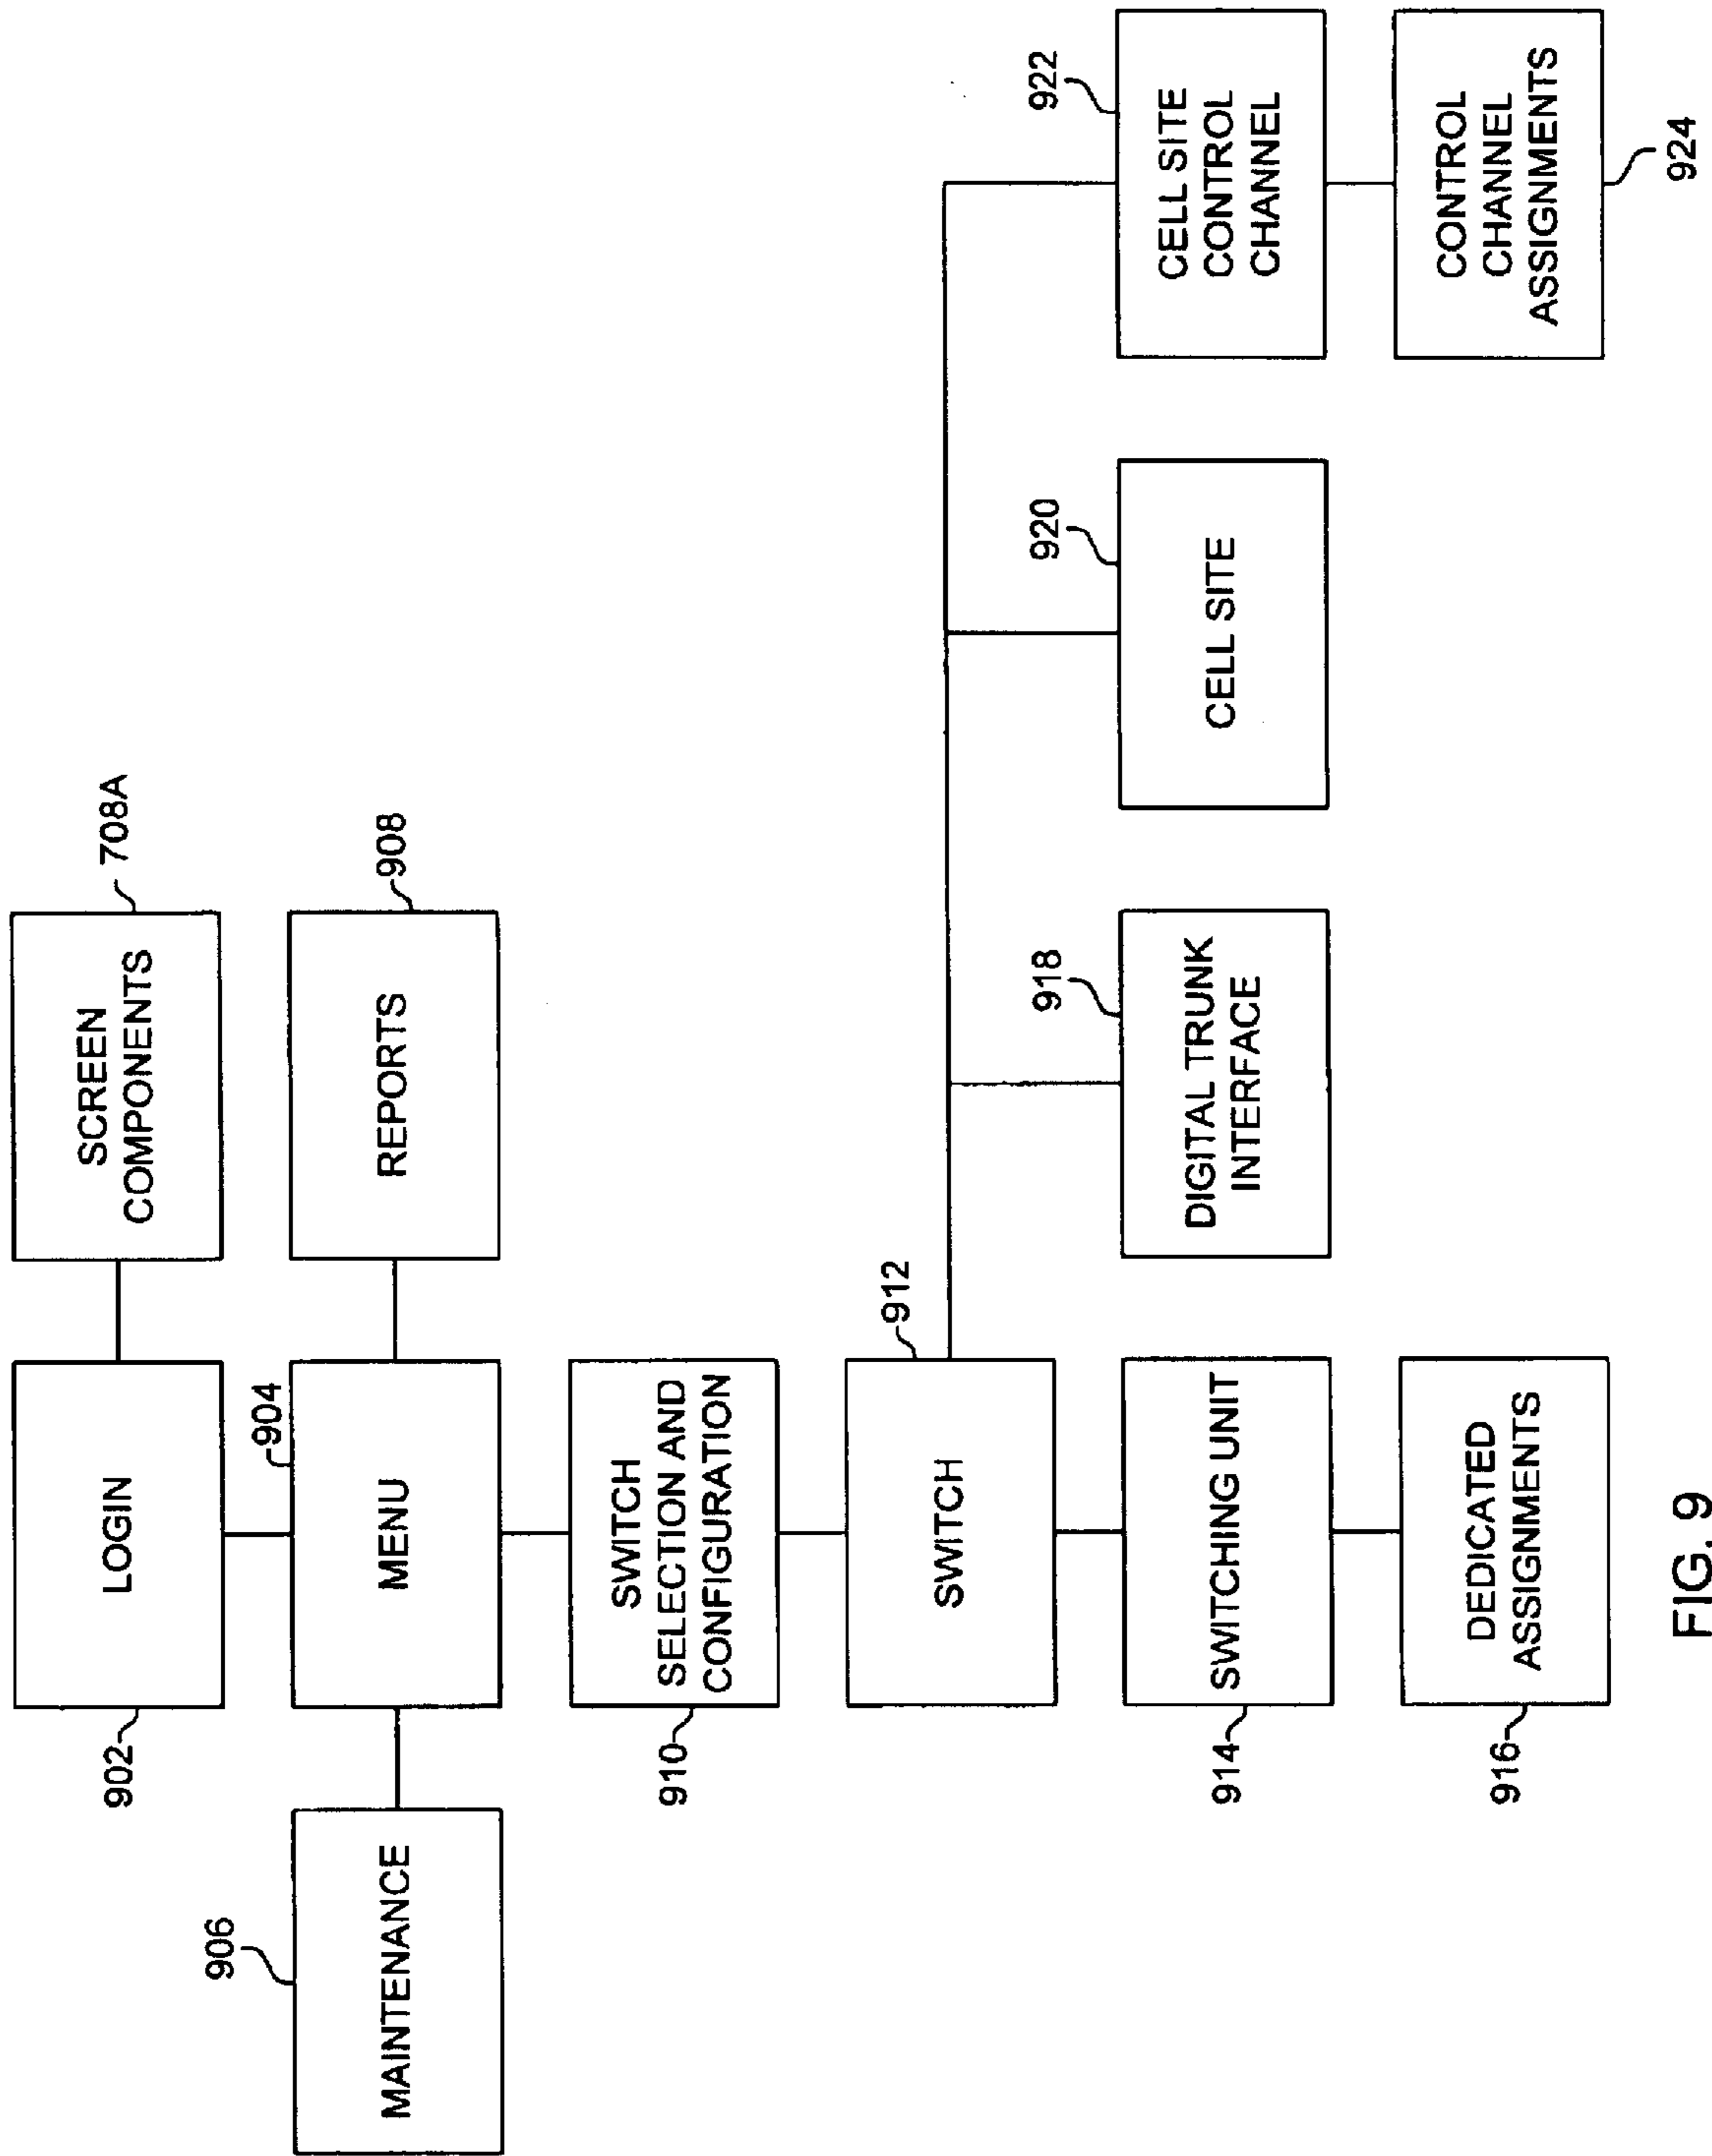 LOGIN
902
SCREEN
COMPONENTS
708A
904
MENU
REPORTS
908
906
MAINTENANCE
SWITCH
SELECTION AND
CONFIGURATION
910
912
SWITCH
914
SWITCHING UNIT
918
DIGITAL TRUNK
INTERFACE
920
CELL SITE
922
CELL SITE
CONTROL
CHANNEL
916
DEDICATED
ASSIGNMENTS
CONTROL
CHANNEL
ASSIGNMENTS
924
FIG. 9